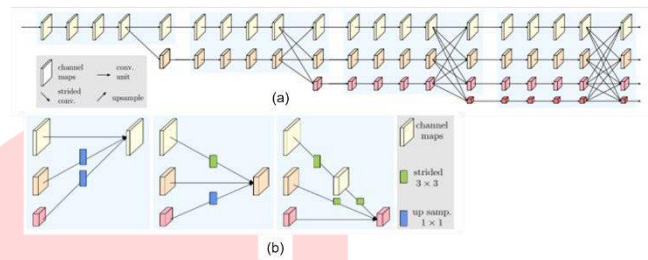 channel
maps
conv.
unit
strided
conv.
upsample
(a)
channel
maps
strided
3 × 3
up samp.
1 × 1
(b)